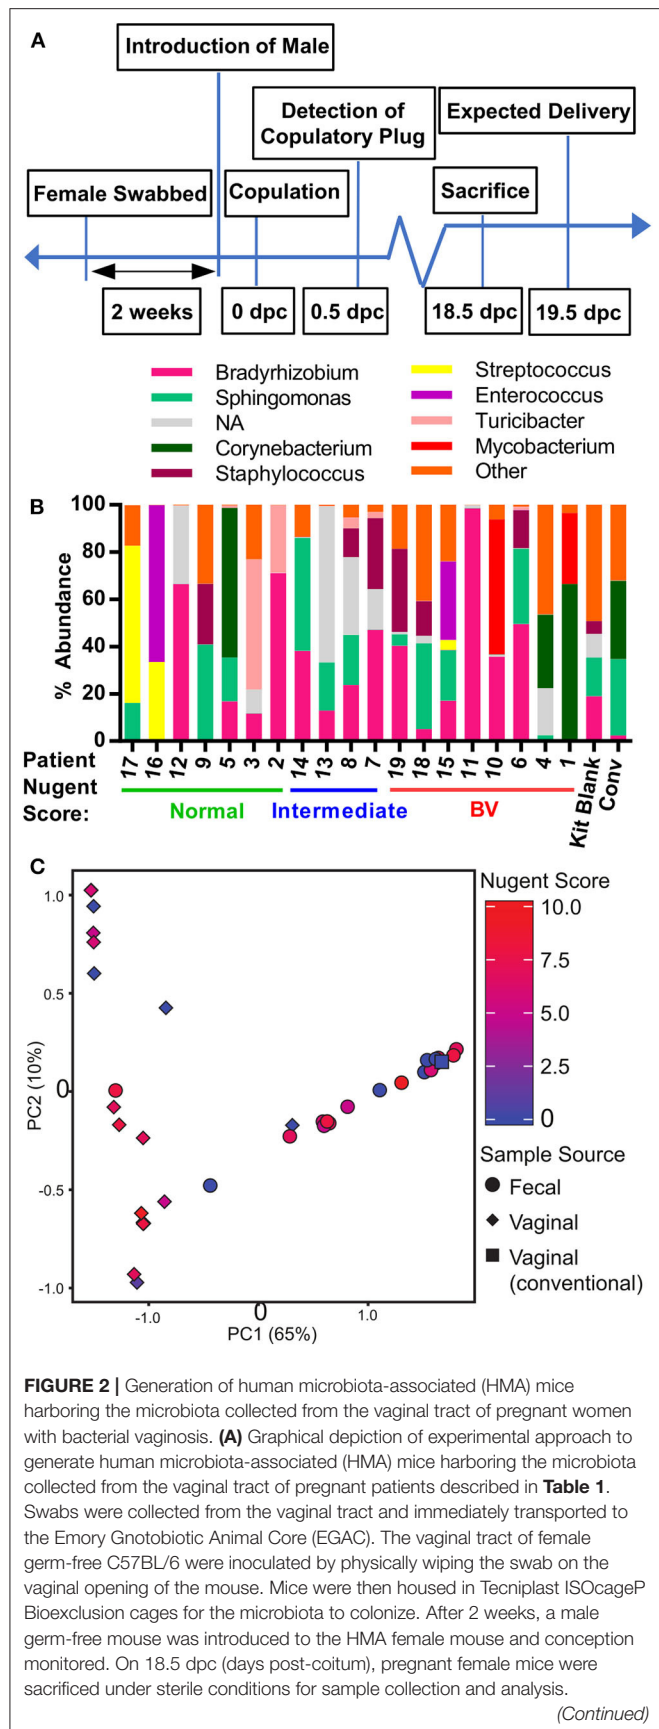 A
Introduction of Male
Detection of
Copulatory Plug
Expected Delivery
Female Swabbed
Copulation
Sacrifice
2 weeks
0 dpc
0.5 dpc
18.5 dpc
19.5 dpc
Bradyrhizobium
Sphingomonas
NA
Corynebacterium
Staphylococcus
Streptococcus
Enterococcus
Turicibacter
Mycobacterium
Other
B
% Abundance
100
80
60
40
20
0
Patient
17 16 12 9 5 3 2 14 13 8 7 19 18 15 11 10 6 4 1 Kit Blank Conv
Nugent
Score:
Normal
Intermediate
BV
C
PC2 (10%)
1.0
0.5
0
-0.5
-1.0
-1.0
0
1.0
PC1 (65%)
Nugent Score
10.0
7.5
5.0
2.5
0
Sample Source
Fecal
Vaginal
Vaginal
(conventional)
FIGURE 2 | Generation of human microbiota-associated (HMA) mice
harboring the microbiota collected from the vaginal tract of pregnant women
with bacterial vaginosis. (A) Graphical depiction of experimental approach to
generate human microbiota-associated (HMA) mice harboring the microbiota
collected from the vaginal tract of pregnant patients described in Table 1.
Swabs were collected from the vaginal tract and immediately transported to
the Emory Gnotobiotic Animal Core (EGAC). The vaginal tract of female
germ-free C57BL/6 were inoculated by physically wiping the swab on the
vaginal opening of the mouse. Mice were then housed in Tecniplast ISOcageP
Bioexclusion cages for the microbiota to colonize. After 2 weeks, a male
germ-free mouse was introduced to the HMA female mouse and conception
monitored. On 18.5 dpc (days post-coitum), pregnant female mice were
sacrificed under sterile conditions for sample collection and analysis.
(Continued)